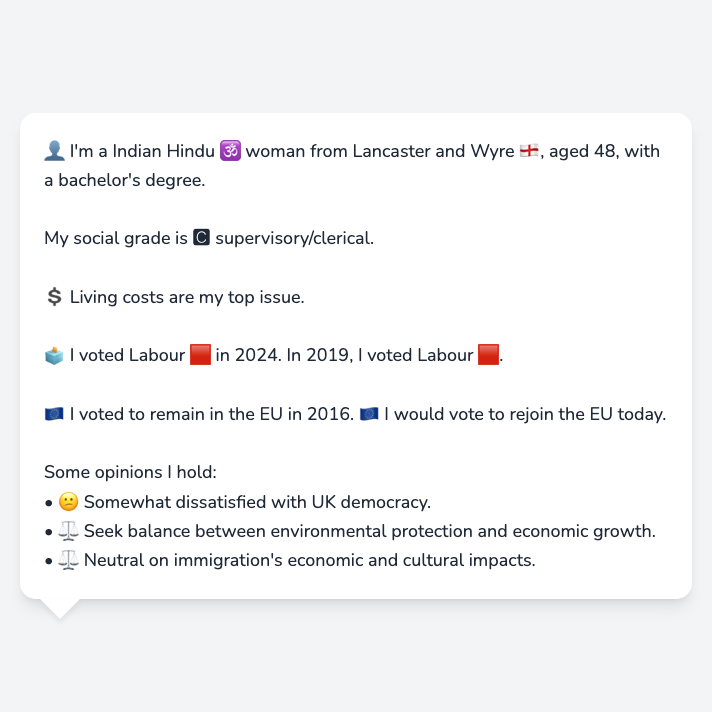 👤 I'm a Indian Hindu 🕉️ woman from Lancaster and Wyre 🏴󠁧󠁢󠁥󠁮󠁧󠁿, aged 48, with
a bachelor's degree.
My social grade is 🅲 supervisory/clerical.
💲 Living costs are my top issue.
🗳️ I voted Labour 🟥 in 2024. In 2019, I voted Labour 🟥.
🇪🇺 I voted to remain in the EU in 2016. 🇪🇺 I would vote to rejoin the EU today.
Some opinions I hold:
• 🙁 Somewhat dissatisfied with UK democracy.
• ⚖️ Seek balance between environmental protection and economic growth.
• ⚖️ Neutral on immigration's economic and cultural impacts.